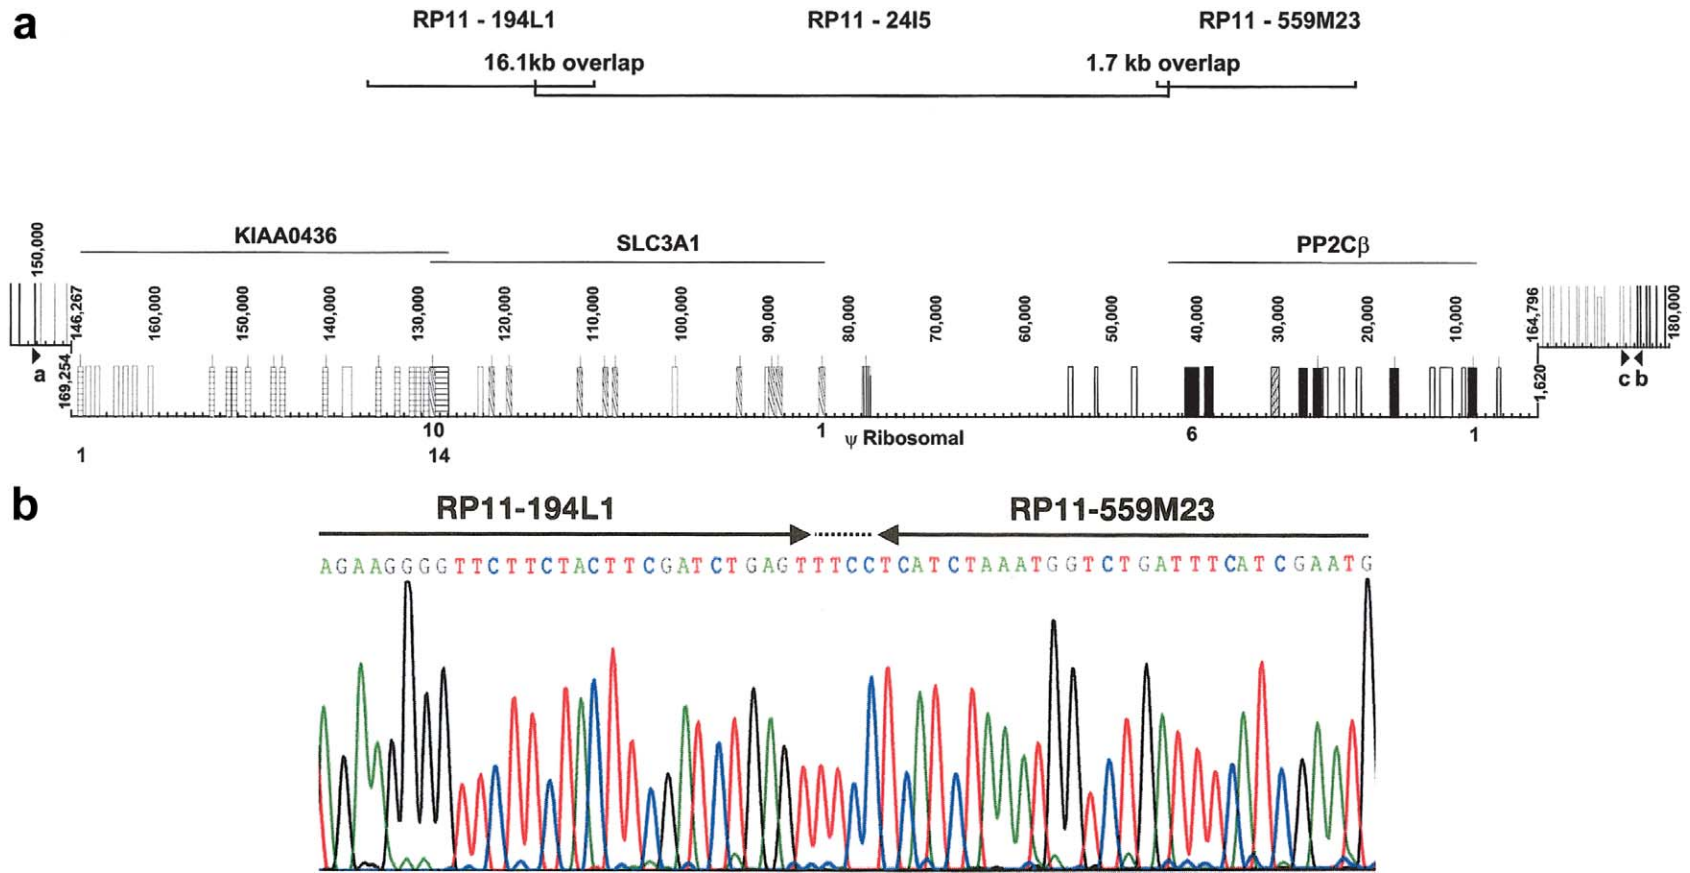 a
RP11 - 194L1 RP11 - 24I5 RP11 - 559M23
16.1kb overlap 1.7 kb overlap
KIAA0436 SLC3A1 PP2Cβ
150,000 146,267 160,000 150,000 140,000 130,000 120,000 110,000 100,000 90,000 80,000 70,000 60,000 50,000 40,000 30,000 20,000 10,000 164,796 180,000
169,254 1,620
a c b
10 1 ψ Ribosomal 6 1
1 14
b
RP11-194L1 RP11-559M23
AGAAGGGGTTCTTCTACTTCGATCTGAGTTTCCTCATCTAAATGGTCTGATTTCATCGAATG